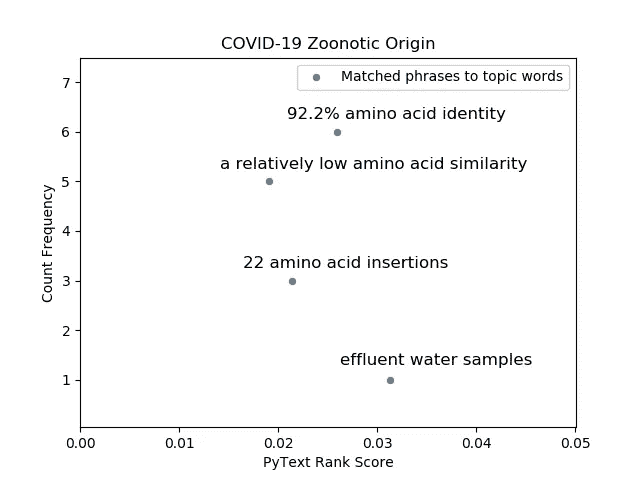 COVID-19 Zoonotic Origin
Matched phrases to topic words
7
92.2% amino acid identity
6
a relatively low amino acid similarity
5
4
22 amino acid insertions
3
2
effluent water samples
1
Count Frequency
0.00 0.01 0.02 0.03 0.04 0.05
PyText Rank Score